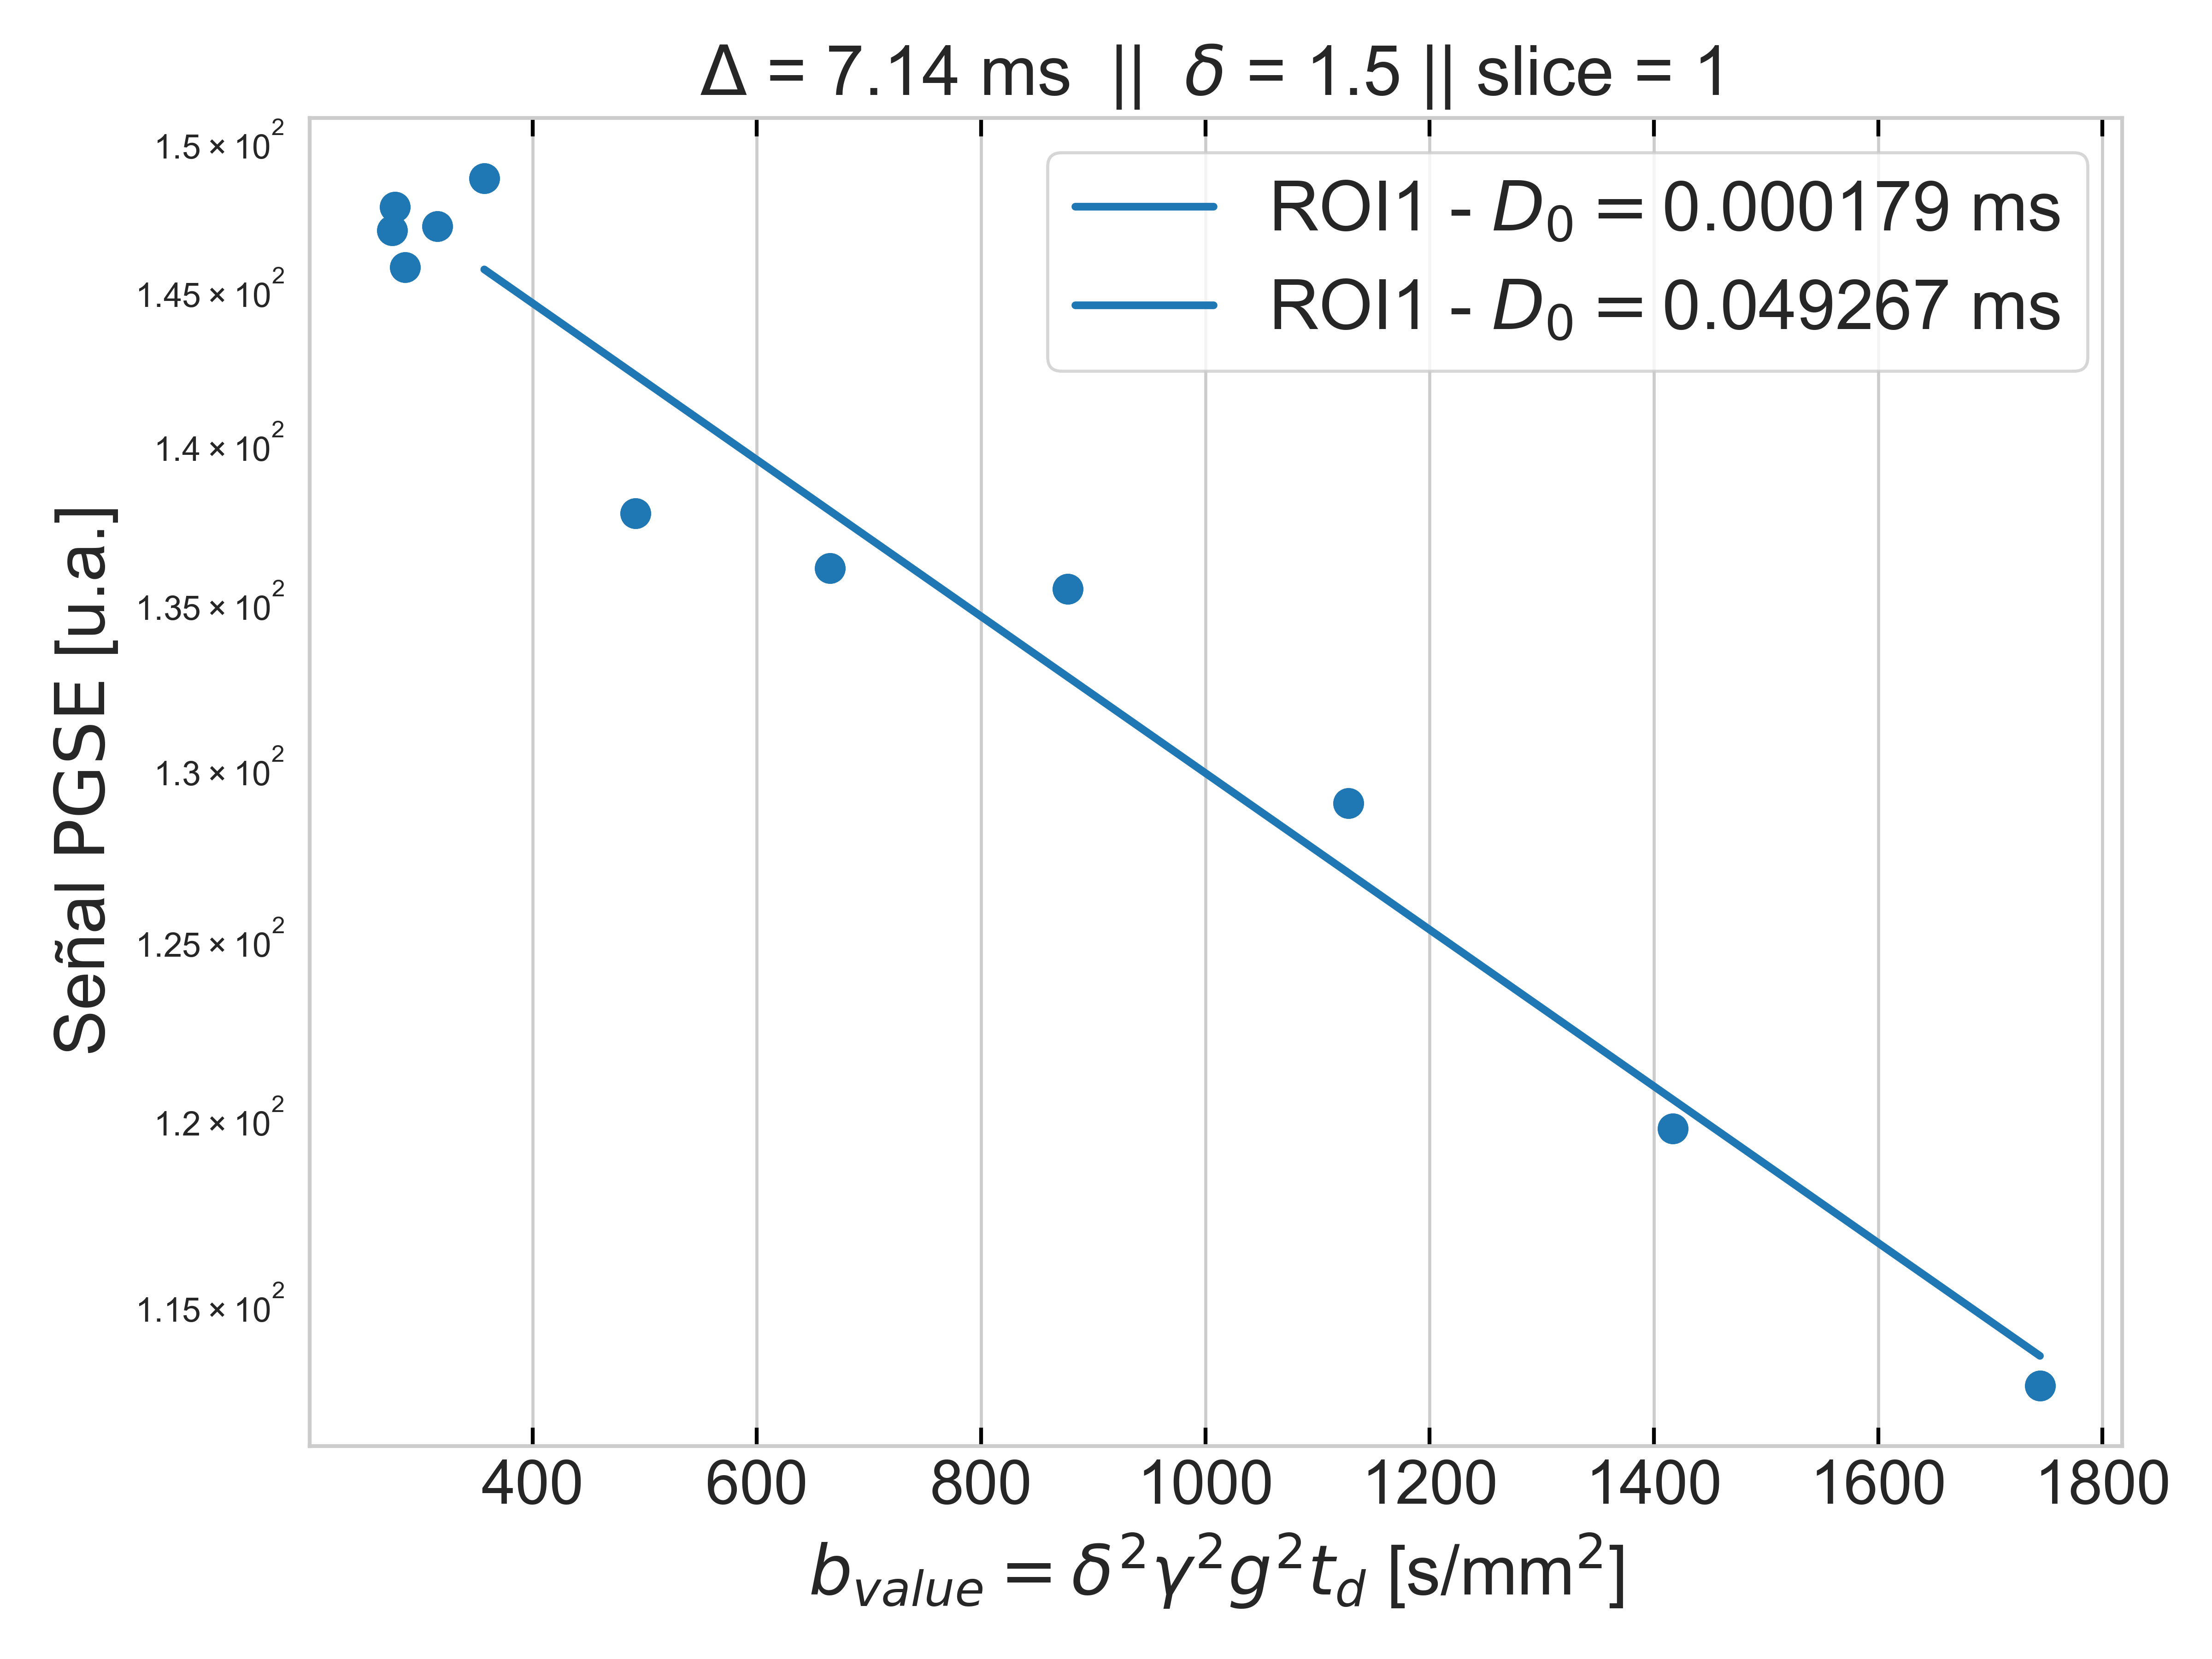 Δ = 7.14 ms || δ = 1.5 || slice = 1
ROI1 - D₀ = 0.000179 ms
ROI1 - D₀ = 0.049267 ms
Señal PGSE [u.a.]
1.5 × 10²
1.45 × 10²
1.4 × 10²
1.35 × 10²
1.3 × 10²
1.25 × 10²
1.2 × 10²
1.15 × 10²
400 600 800 1000 1200 1400 1600 1800
b_value = δ²γ²g²t_d [s/mm²]